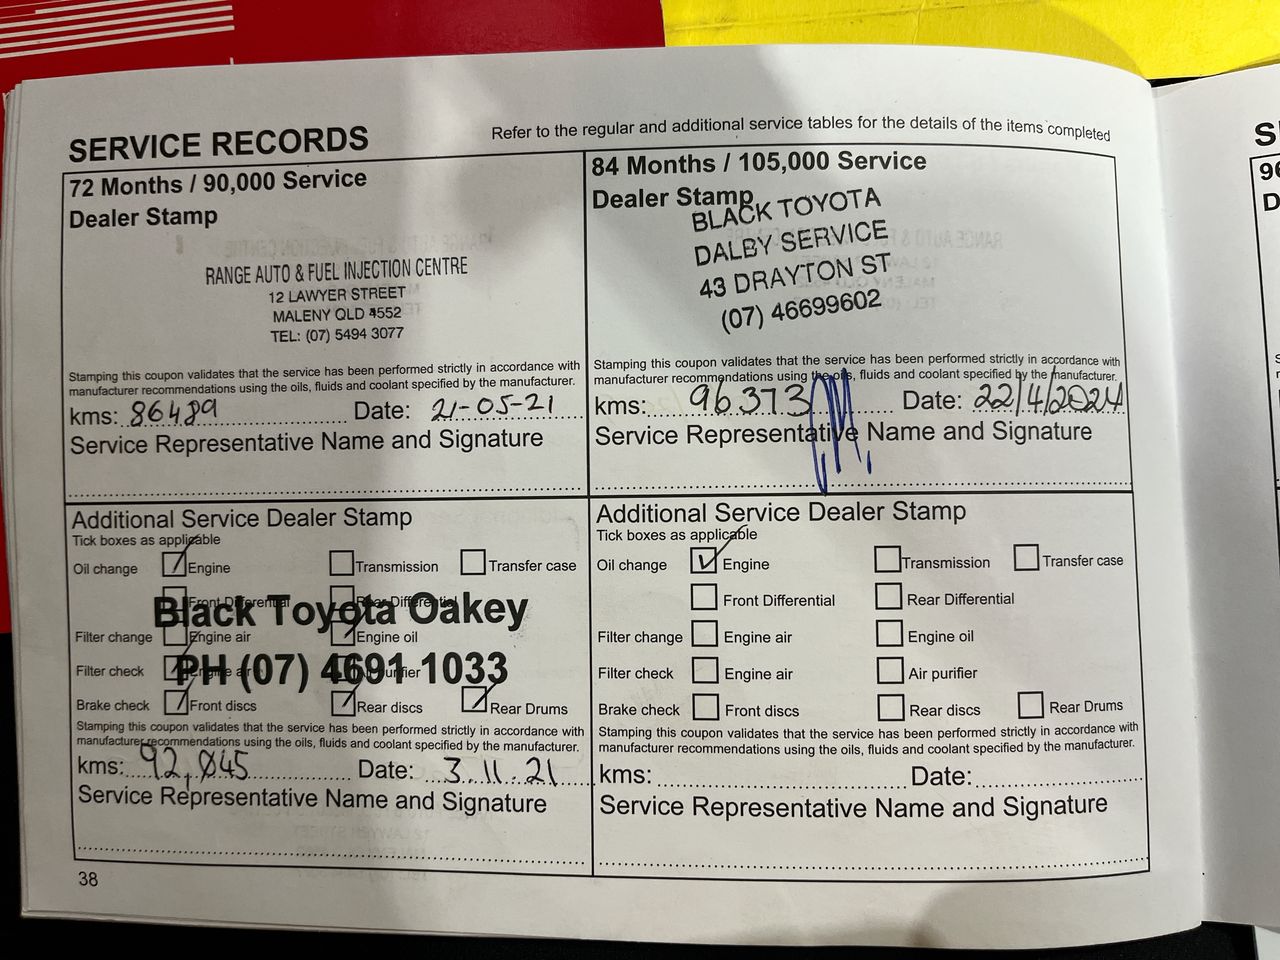 SERVICE RECORDS
Refer to the regular and additional service tables for the details of the items completed
72 Months / 90,000 Service
Dealer Stamp
RANGE AUTO & FUEL INJECTION CENTRE
12 LAWYER STREET
MALENY QLD 4552
TEL: (07) 5494 3077
Stamping this coupon validates that the service has been performed strictly in accordance with
manufacturer recommendations using the oils, fluids and coolant specified by the manufacturer.
kms: 86489 Date: 21-05-21
Service Representative Name and Signature
84 Months / 105,000 Service
Dealer Stamp
BLACK TOYOTA
DALBY SERVICE
43 DRAYTON ST
(07) 46699602
Stamping this coupon validates that the service has been performed strictly in accordance with
manufacturer recommendations using the oils, fluids and coolant specified by the manufacturer.
kms: 96373 Date: 22/4/2024
Service Representative Name and Signature
Additional Service Dealer Stamp
Tick boxes as applicable
Oil change Engine Transmission Transfer case
Front Differential Rear Differential
Black Toyota Oakey
Filter change Engine air Engine oil
Filter check
PH (07) 4691 1033
Brake check Front discs Rear discs Rear Drums
Stamping this coupon validates that the service has been performed strictly in accordance with
manufacturer recommendations using the oils, fluids and coolant specified by the manufacturer.
kms: 92,045 Date: 3.11.21
Service Representative Name and Signature
Additional Service Dealer Stamp
Tick boxes as applicable
Oil change Engine Transmission Transfer case
Front Differential Rear Differential
Filter change Engine air Engine oil
Filter check Engine air Air purifier
Brake check Front discs Rear discs Rear Drums
Stamping this coupon validates that the service has been performed strictly in accordance with
manufacturer recommendations using the oils, fluids and coolant specified by the manufacturer.
kms: Date:
Service Representative Name and Signature
38